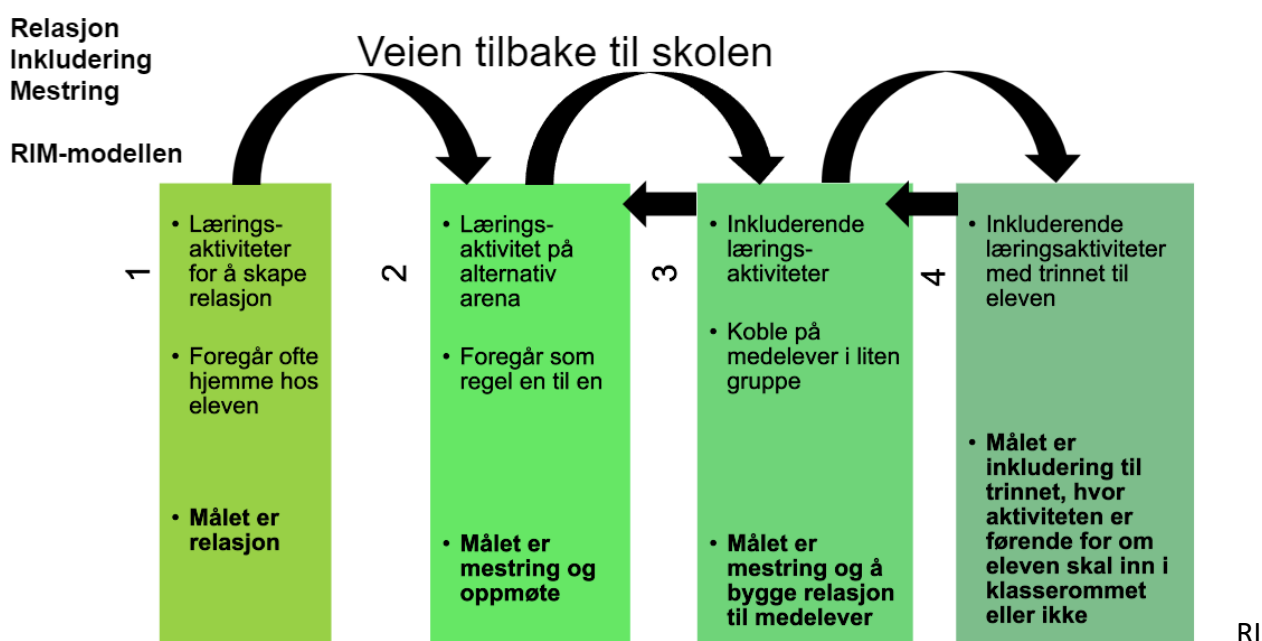 Relasjon
Inkludering
Mestring
RIM-modellen
Veien tilbake til skolen
1
• Lærings-
aktiviteter
for å skape
relasjon
• Foregår ofte
hjemme hos
eleven
• Målet er
relasjon
2
• Lærings-
aktivitet på
alternativ
arena
• Foregår som
regel en til en
• Målet er
mestring og
oppmøte
3
• Inkluderende
lærings-
aktiviteter
• Koble på
medelever i liten
gruppe
• Målet er
mestring og å
bygge relasjon
til medelever
4
• Inkluderende
læringsaktiviteter
med trinnet til
eleven
• Målet er
inkludering til
trinnet, hvor
aktiviteten er
førende for om
eleven skal inn i
klasserommet
eller ikke
RI